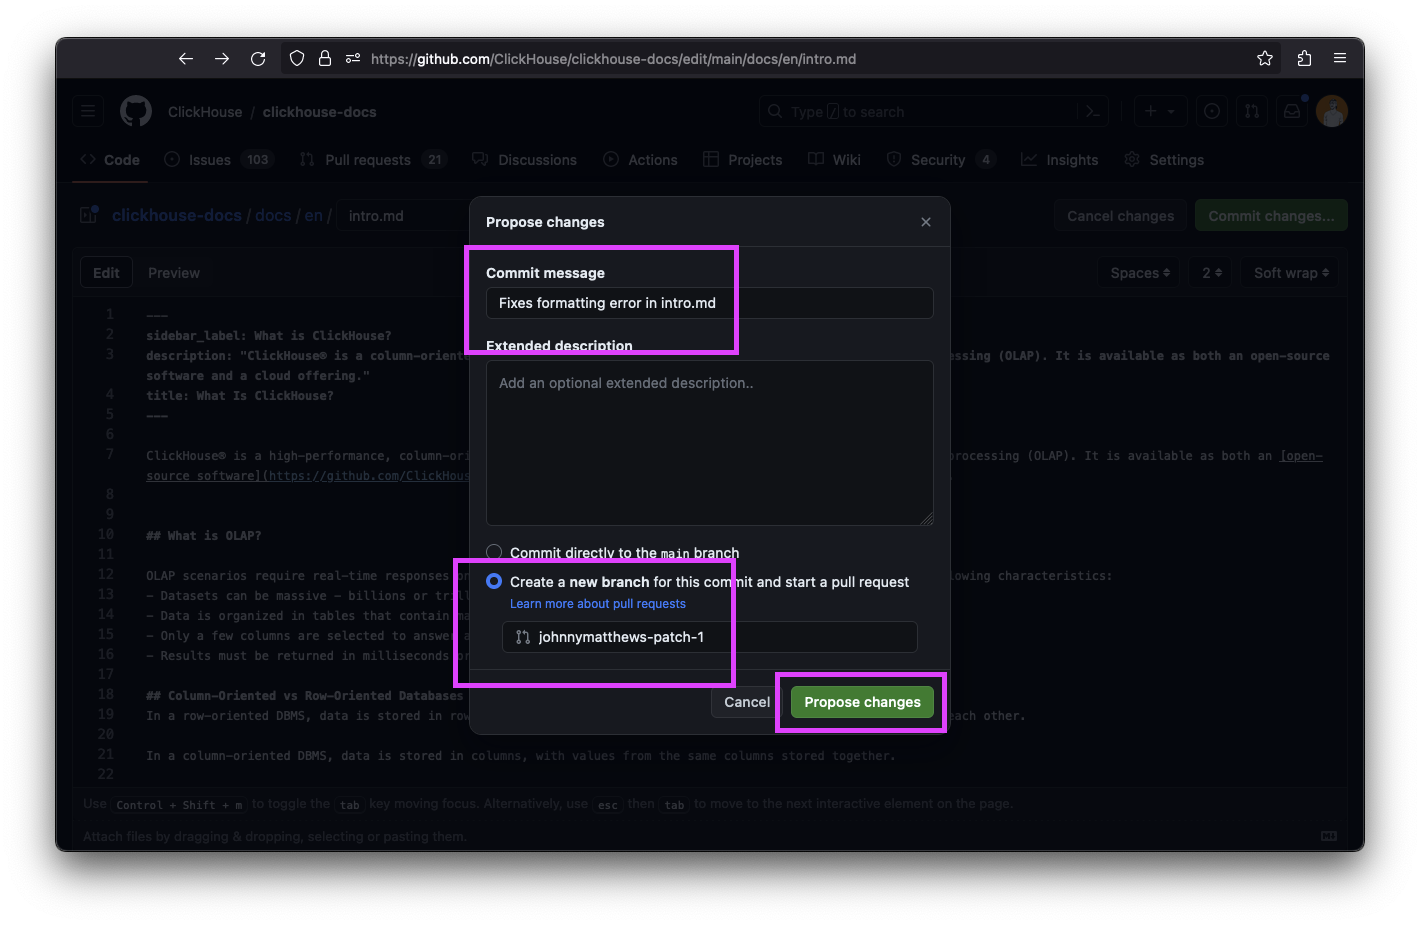 https://github.com/ClickHouse/clickhouse-docs/edit/main/docs/en/intro.md
ClickHouse / clickhouse-docs
Type / to search
Code Issues 103 Pull requests 21 Discussions Actions Projects Wiki Security 4 Insights Settings
clickhouse-docs / docs / en / intro.md
Cancel changes Commit changes...
Edit Preview
Spaces 2 Soft wrap
Propose changes
Commit message
Fixes formatting error in intro.md
Extended description
Add an optional extended description..
Commit directly to the main branch
Create a new branch for this commit and start a pull request
Learn more about pull requests
johnnymatthews-patch-1
Cancel Propose changes
1 ---
2 sidebar_label: What is ClickHouse?
3 description: "ClickHouse® is a column-oriente
cessing (OLAP). It is available as both an open-source
software and a cloud offering."
4 title: What Is ClickHouse?
5 ---
6
7 ClickHouse® is a high-performance, column-ori
processing (OLAP). It is available as both an [open-
source software](https://github.com/ClickHous
8
9
10 ## What is OLAP?
11
12 OLAP scenarios require real-time responses on
lowing characteristics:
13 - Datasets can be massive - billions or tril
14 - Data is organized in tables that contain ma
15 - Only a few columns are selected to answer a
16 - Results must be returned in milliseconds or
17
18 ## Column-Oriented vs Row-Oriented Databases
19 In a row-oriented DBMS, data is stored in row
each other.
20
21 In a column-oriented DBMS, data is stored in columns, with values from the same columns stored together.
22
Use Control + Shift + m to toggle the tab key moving focus. Alternatively, use esc then tab to move to the next interactive element on the page.
Attach files by dragging & dropping, selecting or pasting them.